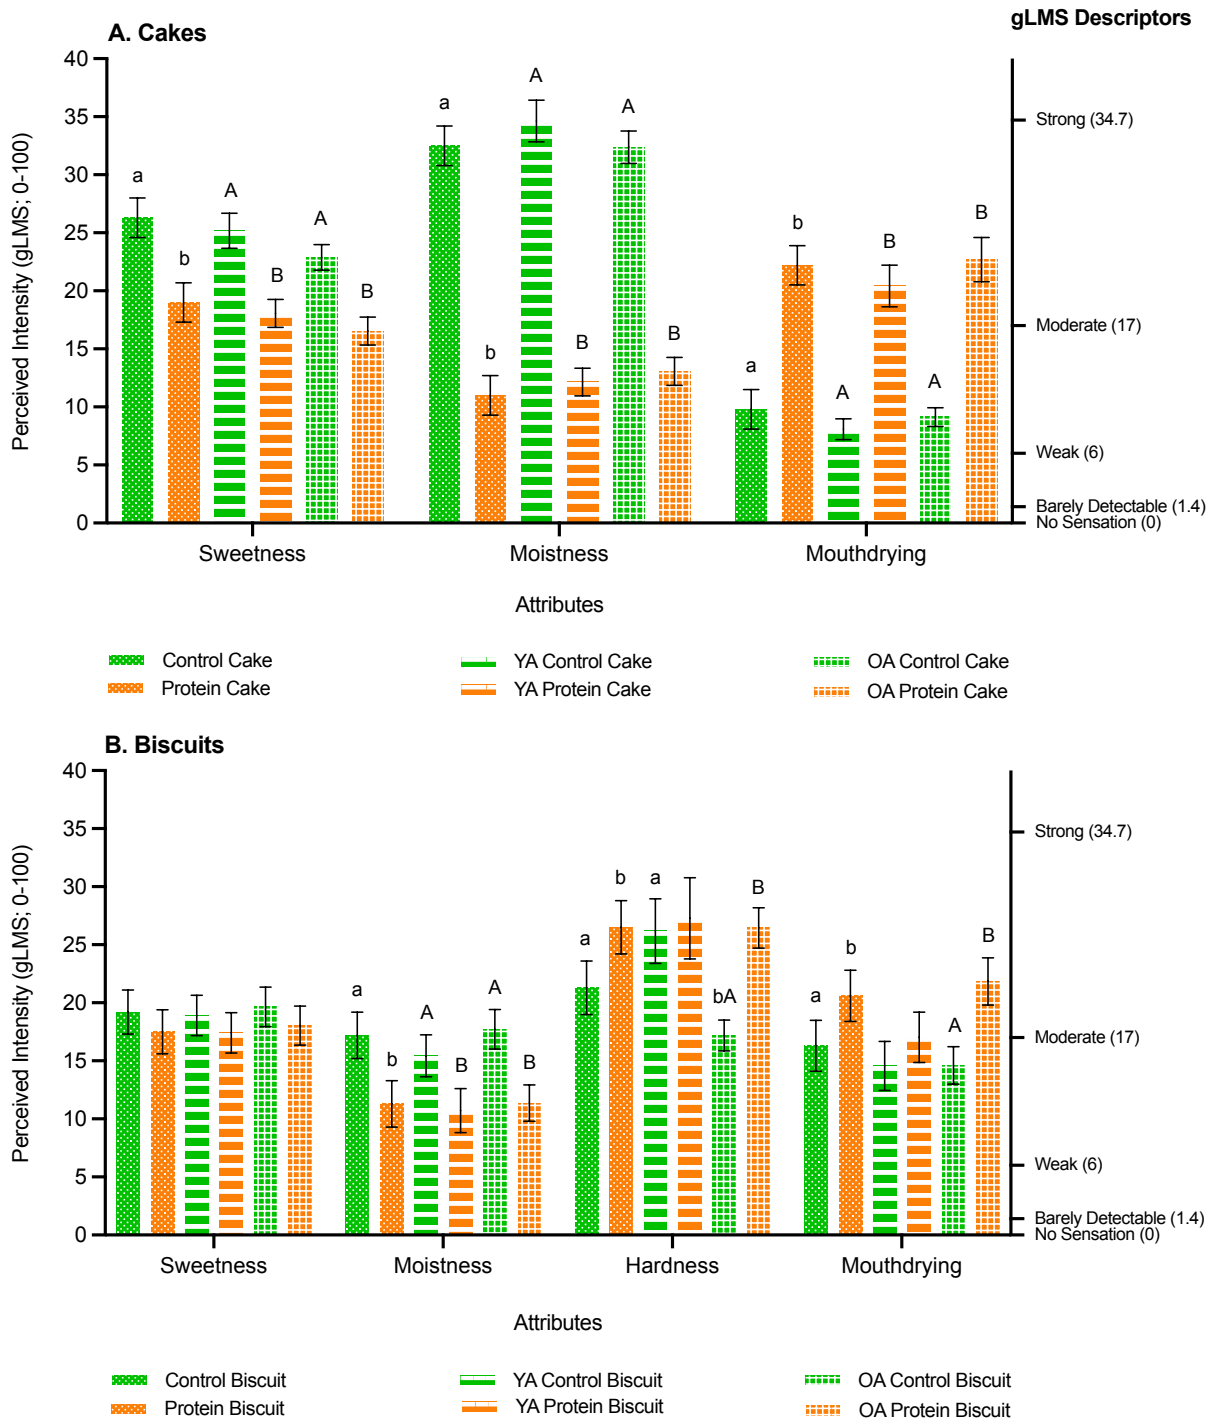 gLMS Descriptors
A. Cakes
Perceived Intensity (gLMS; 0-100)
40
35
30
25
20
15
10
5
0
a
b
A
B
A
B
a
b
A
B
A
B
a
b
A
B
A
B
Strong (34.7)
Moderate (17)
Weak (6)
Barely Detectable (1.4)
No Sensation (0)
Sweetness
Moistness
Mouthdrying
Attributes
Control Cake
YA Control Cake
OA Control Cake
Protein Cake
YA Protein Cake
OA Protein Cake
B. Biscuits
Perceived Intensity (gLMS; 0-100)
40
35
30
25
20
15
10
5
0
a
b
A
B
A
B
a
b
a
bA
B
a
b
A
B
Strong (34.7)
Moderate (17)
Weak (6)
Barely Detectable (1.4)
No Sensation (0)
Sweetness
Moistness
Hardness
Mouthdrying
Attributes
Control Biscuit
YA Control Biscuit
OA Control Biscuit
Protein Biscuit
YA Protein Biscuit
OA Protein Biscuit